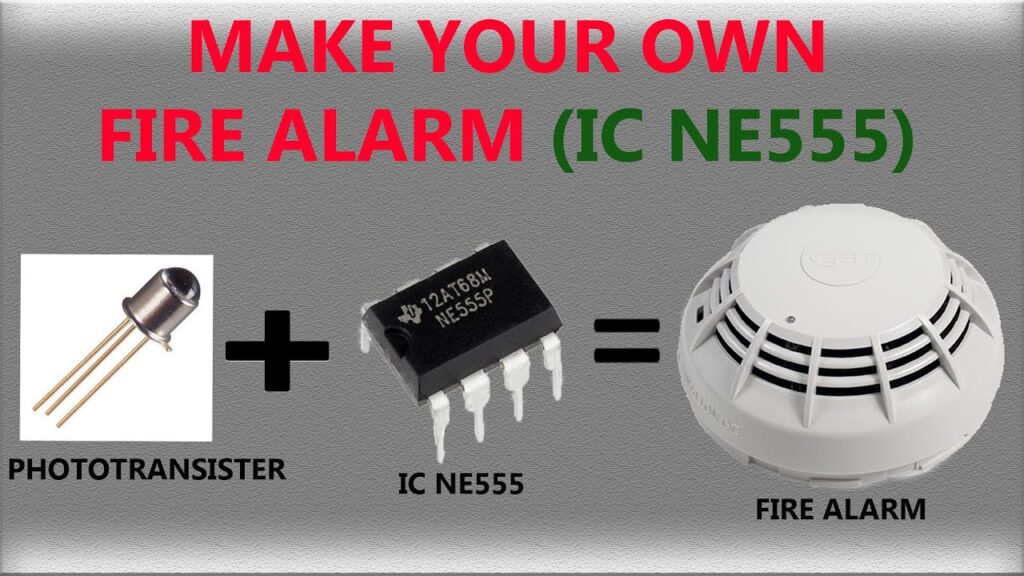 MAKE YOUR OWN
FIRE ALARM (IC NE555)
12AT68M
NE555P
PHOTOTRANSISTER
IC NE555
FIRE ALARM